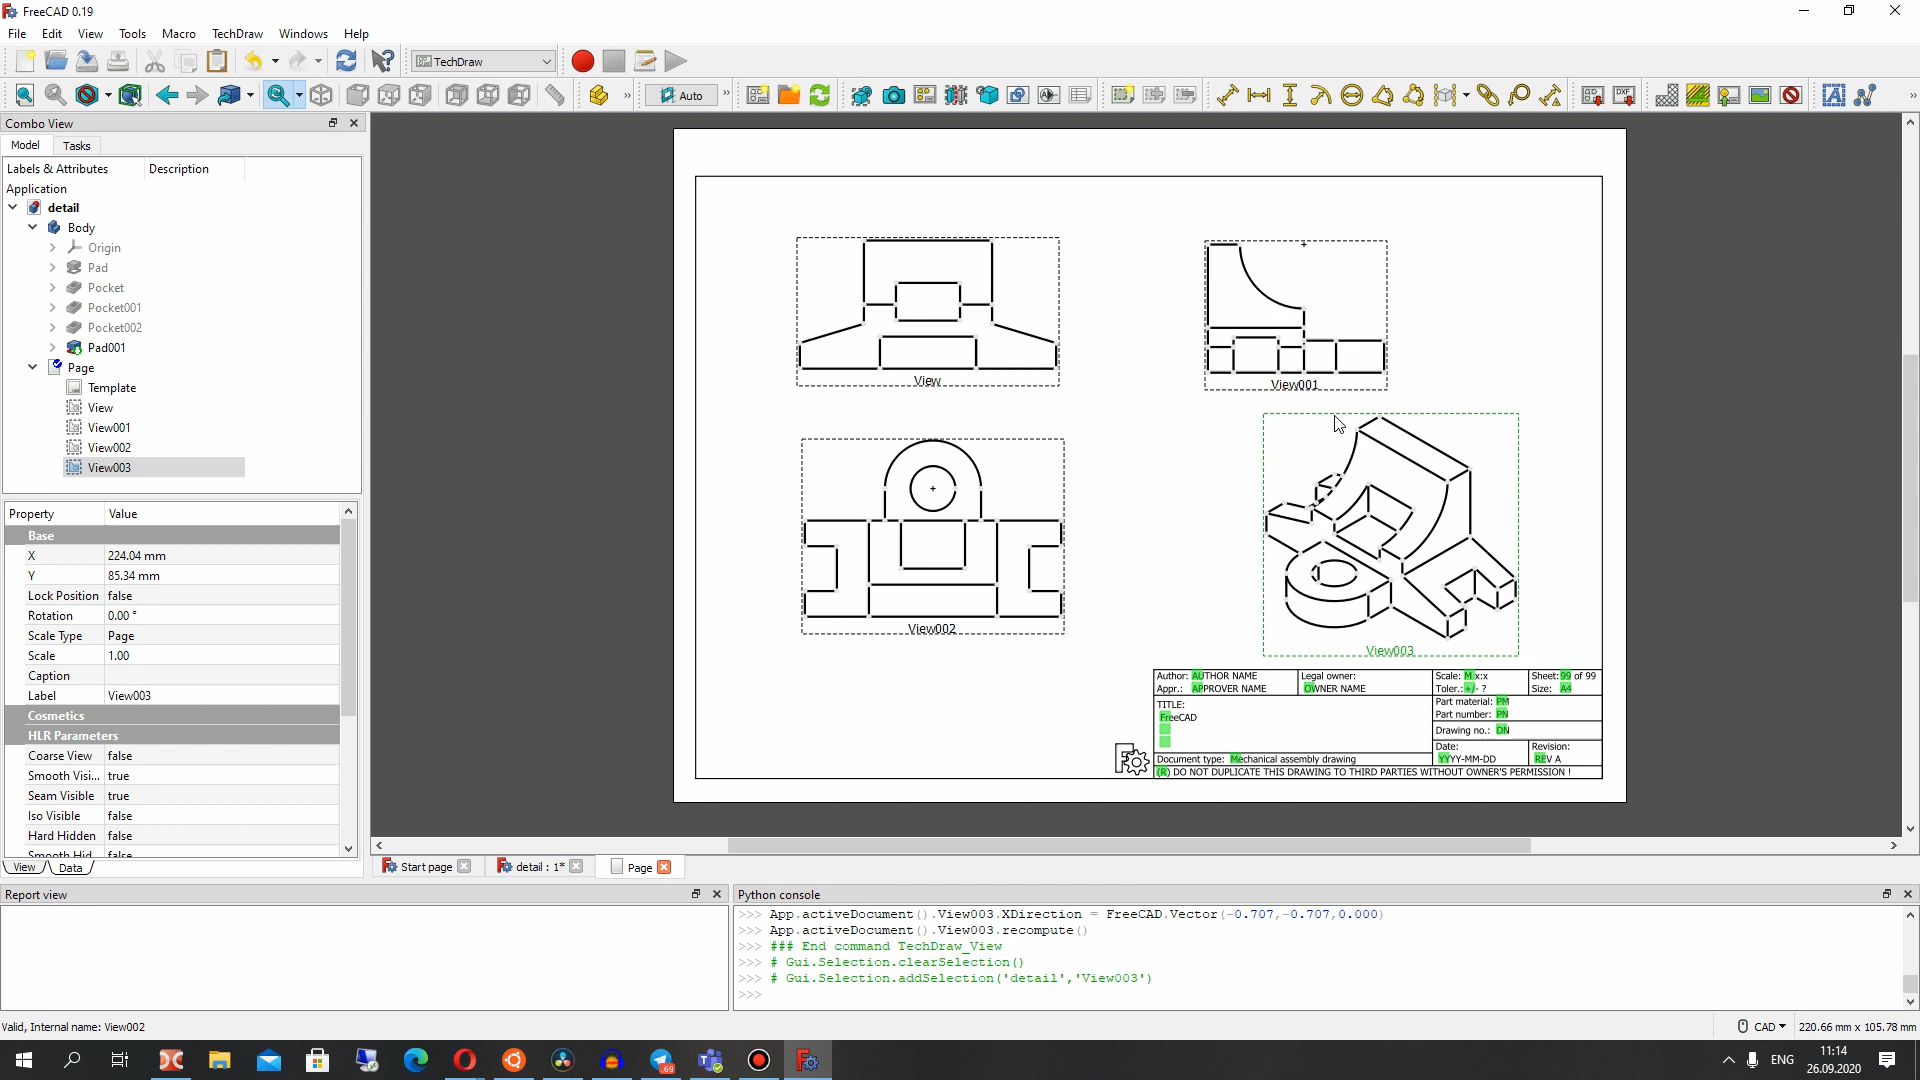 FreeCAD 0.19
File Edit View Tools Macro TechDraw Windows Help
TechDraw
Auto
Combo View
Model Tasks
Labels & Attributes Description
Application
detail
Body
Origin
Pad
Pocket
Pocket001
Pocket002
Pad001
Page
Template
View
View001
View002
View003
Property Value
Base
X 224.04 mm
Y 85.34 mm
Lock Position false
Rotation 0.00 °
Scale Type Page
Scale 1.00
Caption
Label View003
Cosmetics
HLR Parameters
Coarse View false
Smooth Visi... true
Seam Visible true
Iso Visible false
Hard Hidden false
Smooth Hid false
View Data
View
View001
View002
View003
Author: AUTHOR NAME
Appr.: APPROVER NAME
Legal owner:
OWNER NAME
Scale: M x:x
Toler.: +/- ?
Sheet: 99 of 99
Size: A4
TITLE:
FreeCAD
Part material: PM
Part number: PN
Drawing no.: DN
Document type: Mechanical assembly drawing
Date:
YYYY-MM-DD
Revision:
REV A
(R) DO NOT DUPLICATE THIS DRAWING TO THIRD PARTIES WITHOUT OWNER'S PERMISSION !
Start page detail : 1* Page
Report view
Python console
>>> App.activeDocument().View003.XDirection = FreeCAD.Vector(-0.707,-0.707,0.000)
>>> App.activeDocument().View003.recompute()
>>> ### End command TechDraw_View
>>> # Gui.Selection.clearSelection()
>>> # Gui.Selection.addSelection('detail','View003')
>>>
Valid, Internal name: View002
CAD 220.66 mm x 105.78 mm
69
ENG
11:14
26.09.2020